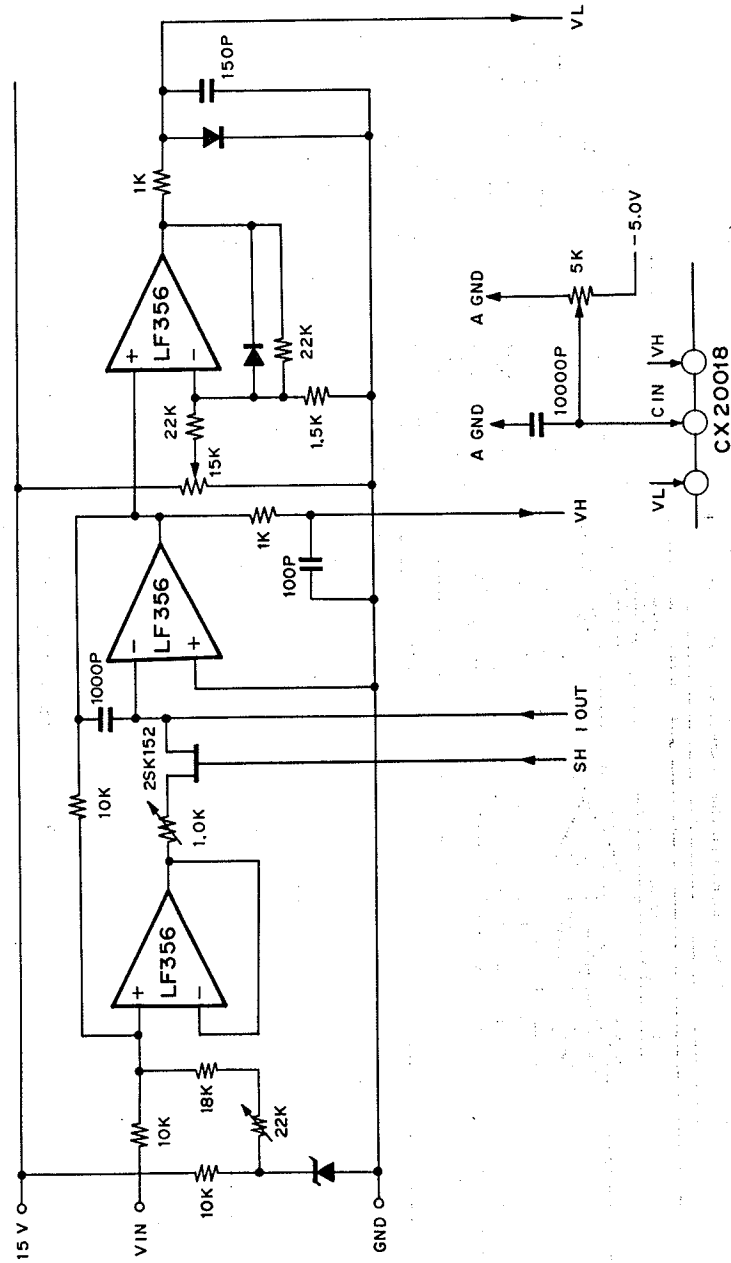 15 V
VIN
GND
10K
10K
18K
22K
+
−
LF356
10K
1.0K
2SK152
1000P
SH
I OUT
−
+
LF356
1K
100P
VH
15K
22K
1.5K
22K
+
−
LF356
1K
150P
VL
A GND
10000P
A GND
5K
−5.0V
VL
CIN
VH
CX20018